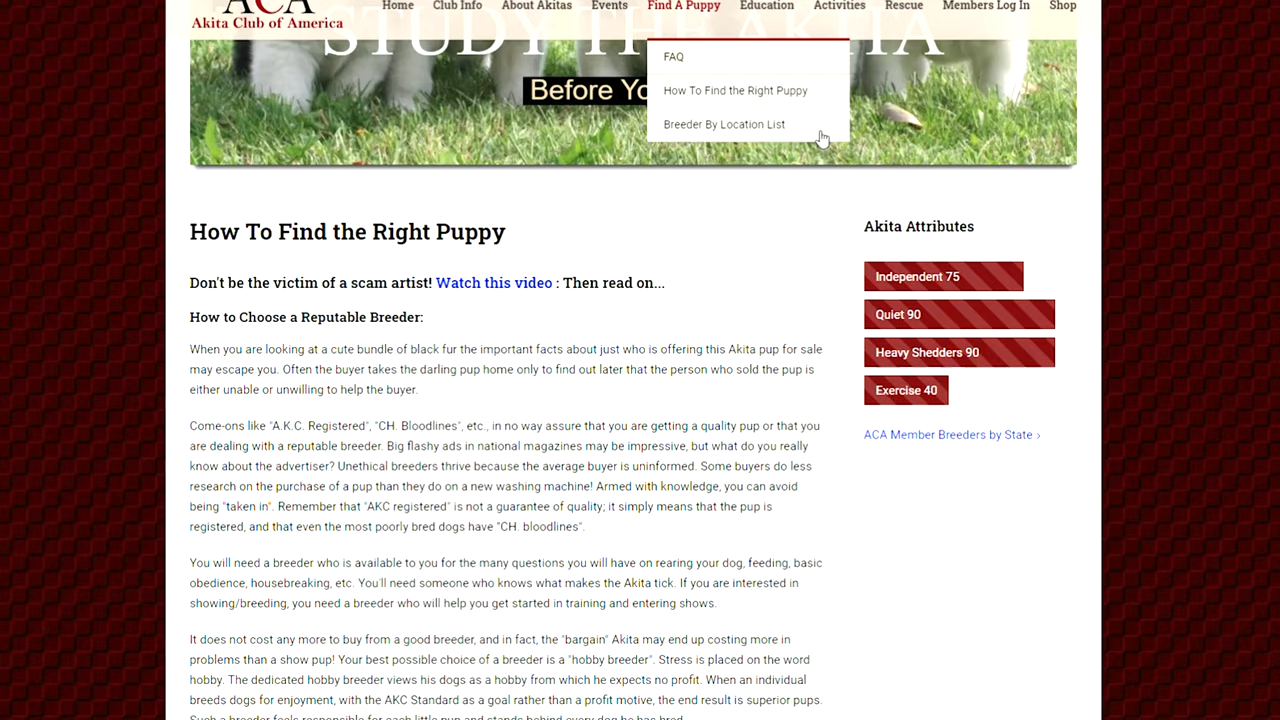 ACA
Akita Club of America
Home Club Info About Akitas Events Find A Puppy Education Activities Rescue Members Log In Shop
STUDY THE AKITA
Before Yo
FAQ
How To Find the Right Puppy
Breeder By Location List
How To Find the Right Puppy
Don't be the victim of a scam artist! Watch this video : Then read on...
How to Choose a Reputable Breeder:
When you are looking at a cute bundle of black fur the important facts about just who is offering this Akita pup for sale
may escape you. Often the buyer takes the darling pup home only to find out later that the person who sold the pup is
either unable or unwilling to help the buyer.
Come-ons like "A.K.C. Registered", "CH. Bloodlines", etc., in no way assure that you are getting a quality pup or that you
are dealing with a reputable breeder. Big flashy ads in national magazines may be impressive, but what do you really
know about the advertiser? Unethical breeders thrive because the average buyer is uninformed. Some buyers do less
research on the purchase of a pup than they do on a new washing machine! Armed with knowledge, you can avoid
being "taken in". Remember that "AKC registered" is not a guarantee of quality; it simply means that the pup is
registered, and that even the most poorly bred dogs have "CH. bloodlines".
You will need a breeder who is available to you for the many questions you will have on rearing your dog, feeding, basic
obedience, housebreaking, etc. You'll need someone who knows what makes the Akita tick. If you are interested in
showing/breeding, you need a breeder who will help you get started in training and entering shows.
It does not cost any more to buy from a good breeder, and in fact, the "bargain" Akita may end up costing more in
problems than a show pup! Your best possible choice of a breeder is a "hobby breeder". Stress is placed on the word
hobby. The dedicated hobby breeder views his dogs as a hobby from which he expects no profit. When an individual
breeds dogs for enjoyment, with the AKC Standard as a goal rather than a profit motive, the end result is superior pups.
Such a breeder feels responsible for each little pup and stands behind every dog he has bred.
Akita Attributes
Independent 75
Quiet 90
Heavy Shedders 90
Exercise 40
ACA Member Breeders by State ›